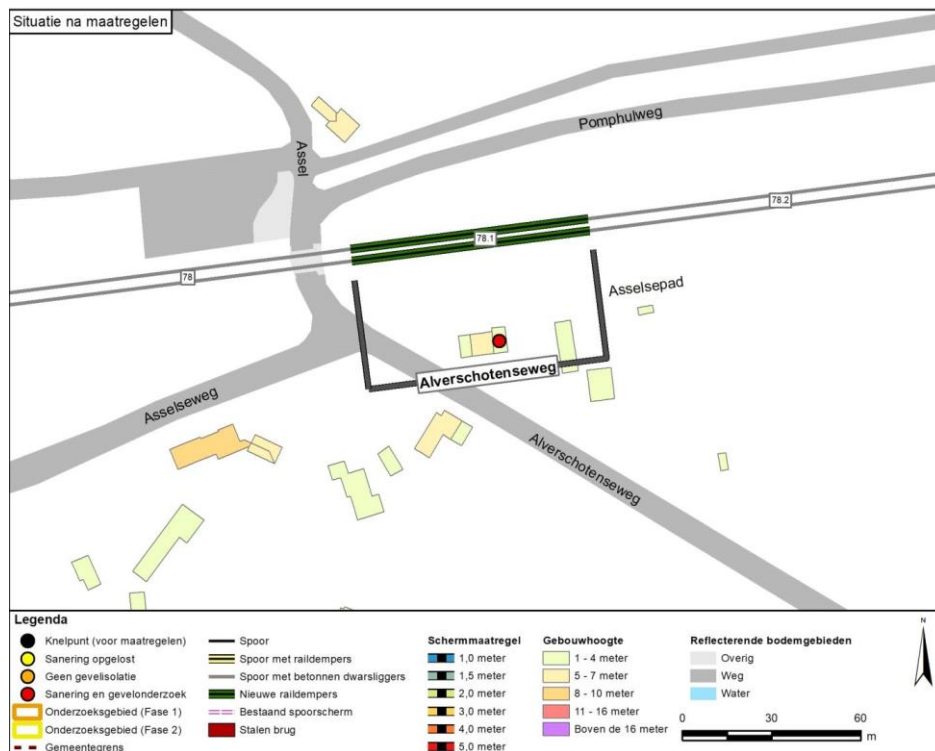 Situatie na maatregelen
Assel
Pomphulweg
78.2
78.1
78
Asselsepad
Alverschotenseweg
Asselseweg
Alverschotenseweg
Legenda
Knelpunt (voor maatregelen)
Sanering opgelost
Geen gevelisolatie
Sanering en gevelonderzoek
Onderzoeksgebied (Fase 1)
Onderzoeksgebied (Fase 2)
Gemeentegrens
Spoor
Spoor met raildempers
Spoor met betonnen dwarsliggers
Nieuwe raildempers
Bestaand spoorscherm
Stalen brug
Schermmaatregel
1,0 meter
1,5 meter
2,0 meter
3,0 meter
4,0 meter
5,0 meter
Gebouwhoogte
1 - 4 meter
5 - 7 meter
8 - 10 meter
11 - 16 meter
Boven de 16 meter
Reflecterende bodemgebieden
Overig
Weg
Water
N
0 30 60
m